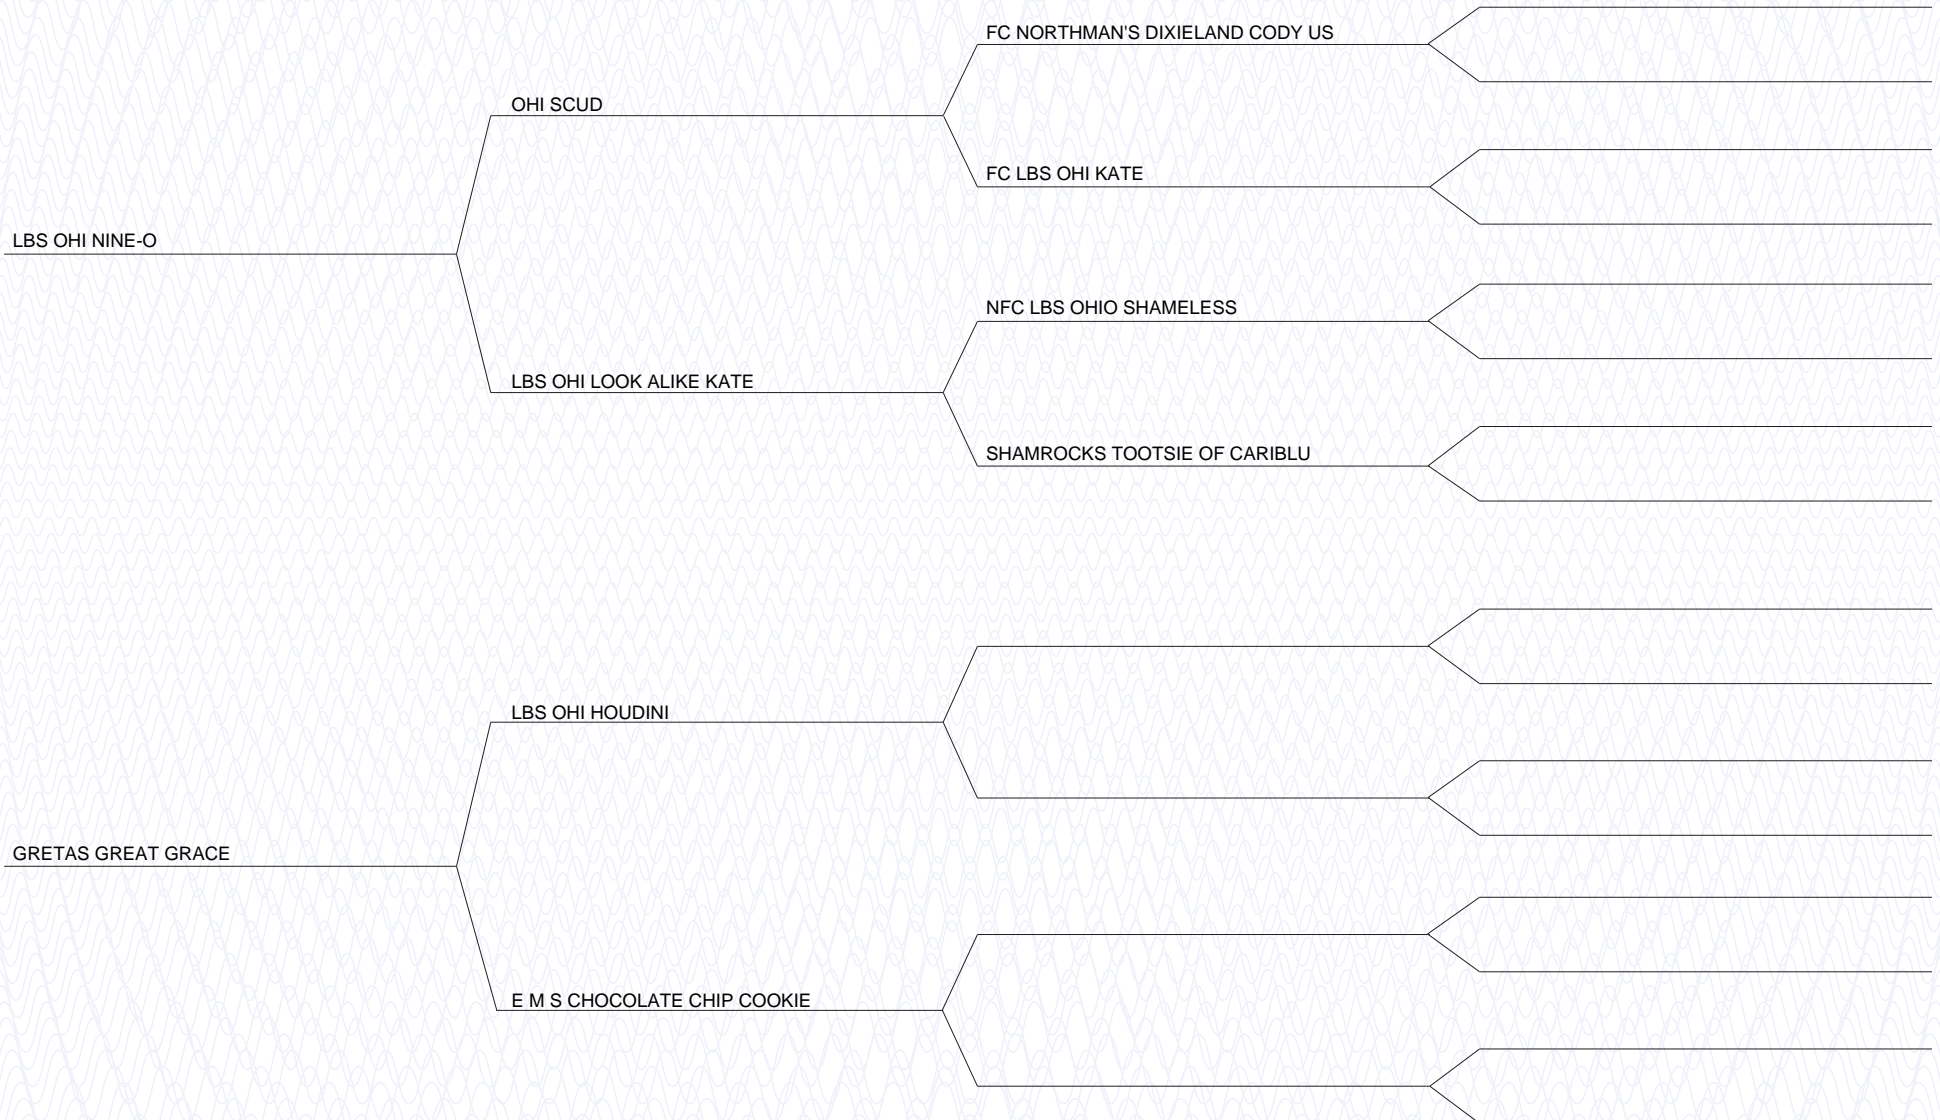 FC NORTHMAN'S DIXIELAND CODY US
OHI SCUD
FC LBS OHI KATE
LBS OHI NINE-O
NFC LBS OHIO SHAMELESS
LBS OHI LOOK ALIKE KATE
SHAMROCKS TOOTSIE OF CARIBLU
LBS OHI HOUDINI
GRETAS GREAT GRACE
E M S CHOCOLATE CHIP COOKIE